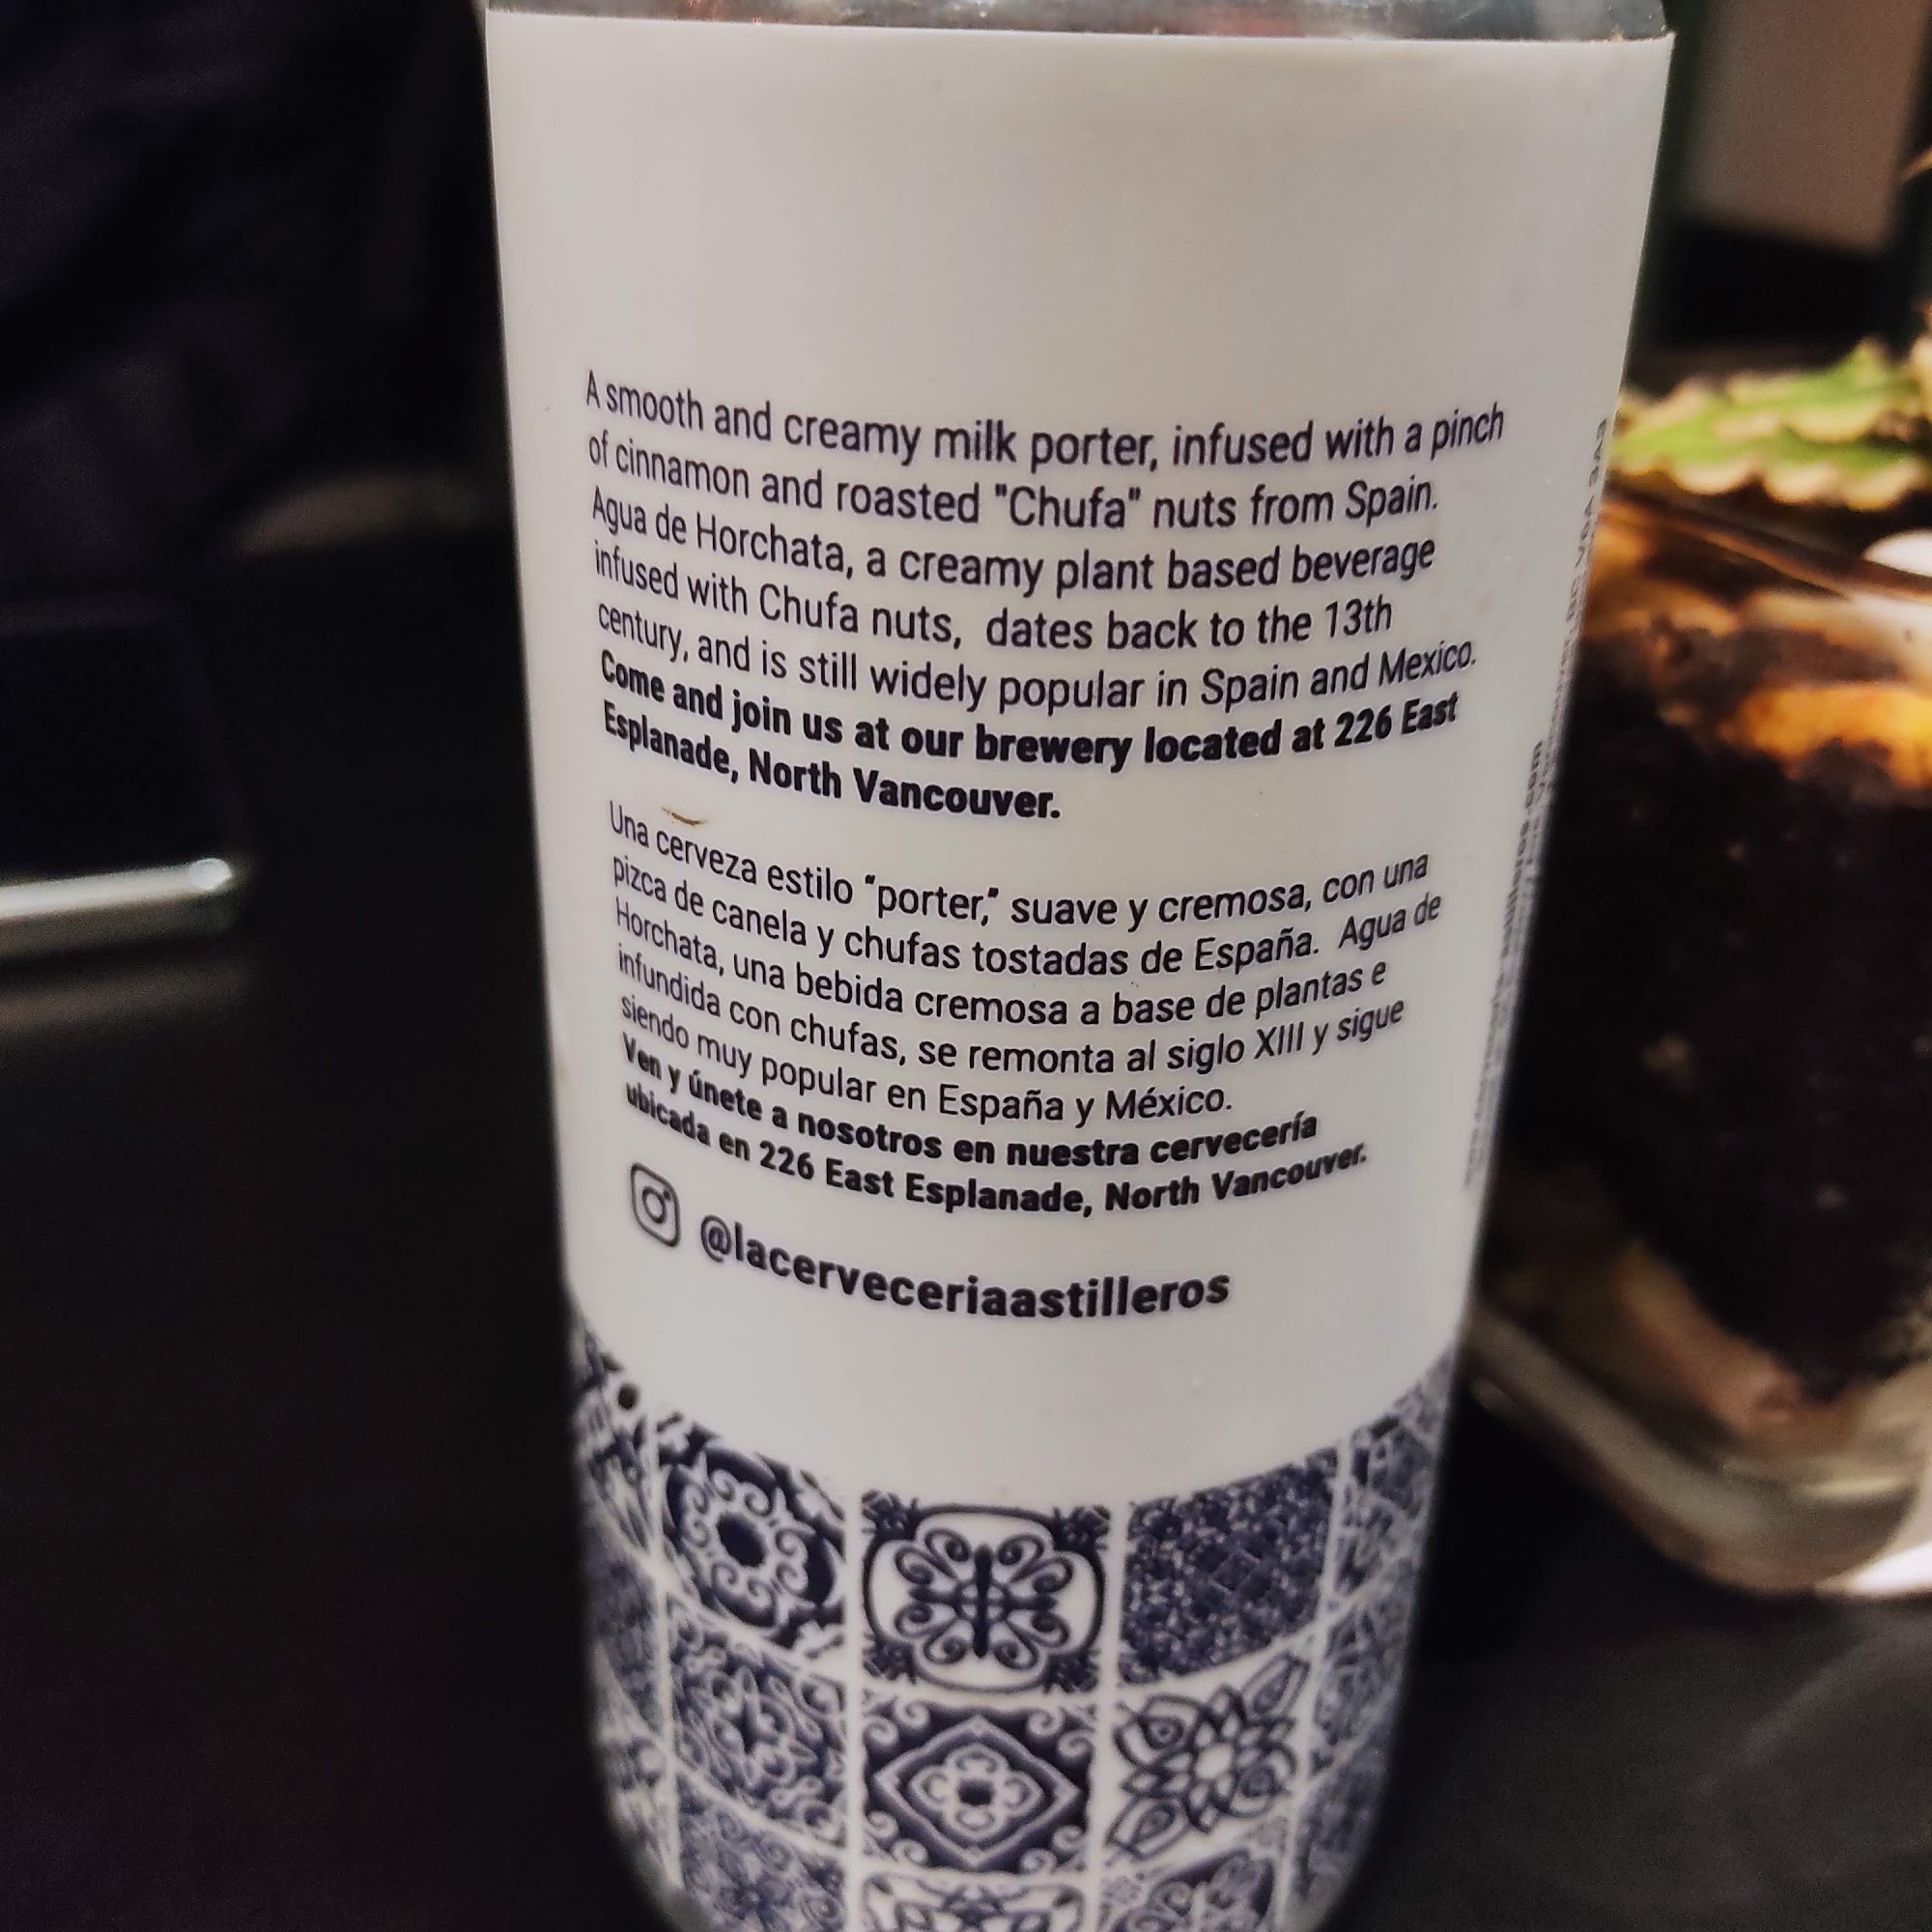 A smooth and creamy milk porter, infused with a pinch
of cinnamon and roasted "Chufa" nuts from Spain.
Agua de Horchata, a creamy plant based beverage
infused with Chufa nuts, dates back to the 13th
century, and is still widely popular in Spain and Mexico.
Come and join us at our brewery located at 226 East
Esplanade, North Vancouver.
Una cerveza estilo “porter,” suave y cremosa, con una
pizca de canela y chufas tostadas de España. Agua de
Horchata, una bebida cremosa a base de plantas e
infundida con chufas, se remonta al siglo XIII y sigue
siendo muy popular en España y México.
Ven y únete a nosotros en nuestra cervecería
ubicada en 226 East Esplanade, North Vancouver.
@lacerveceriaastilleros